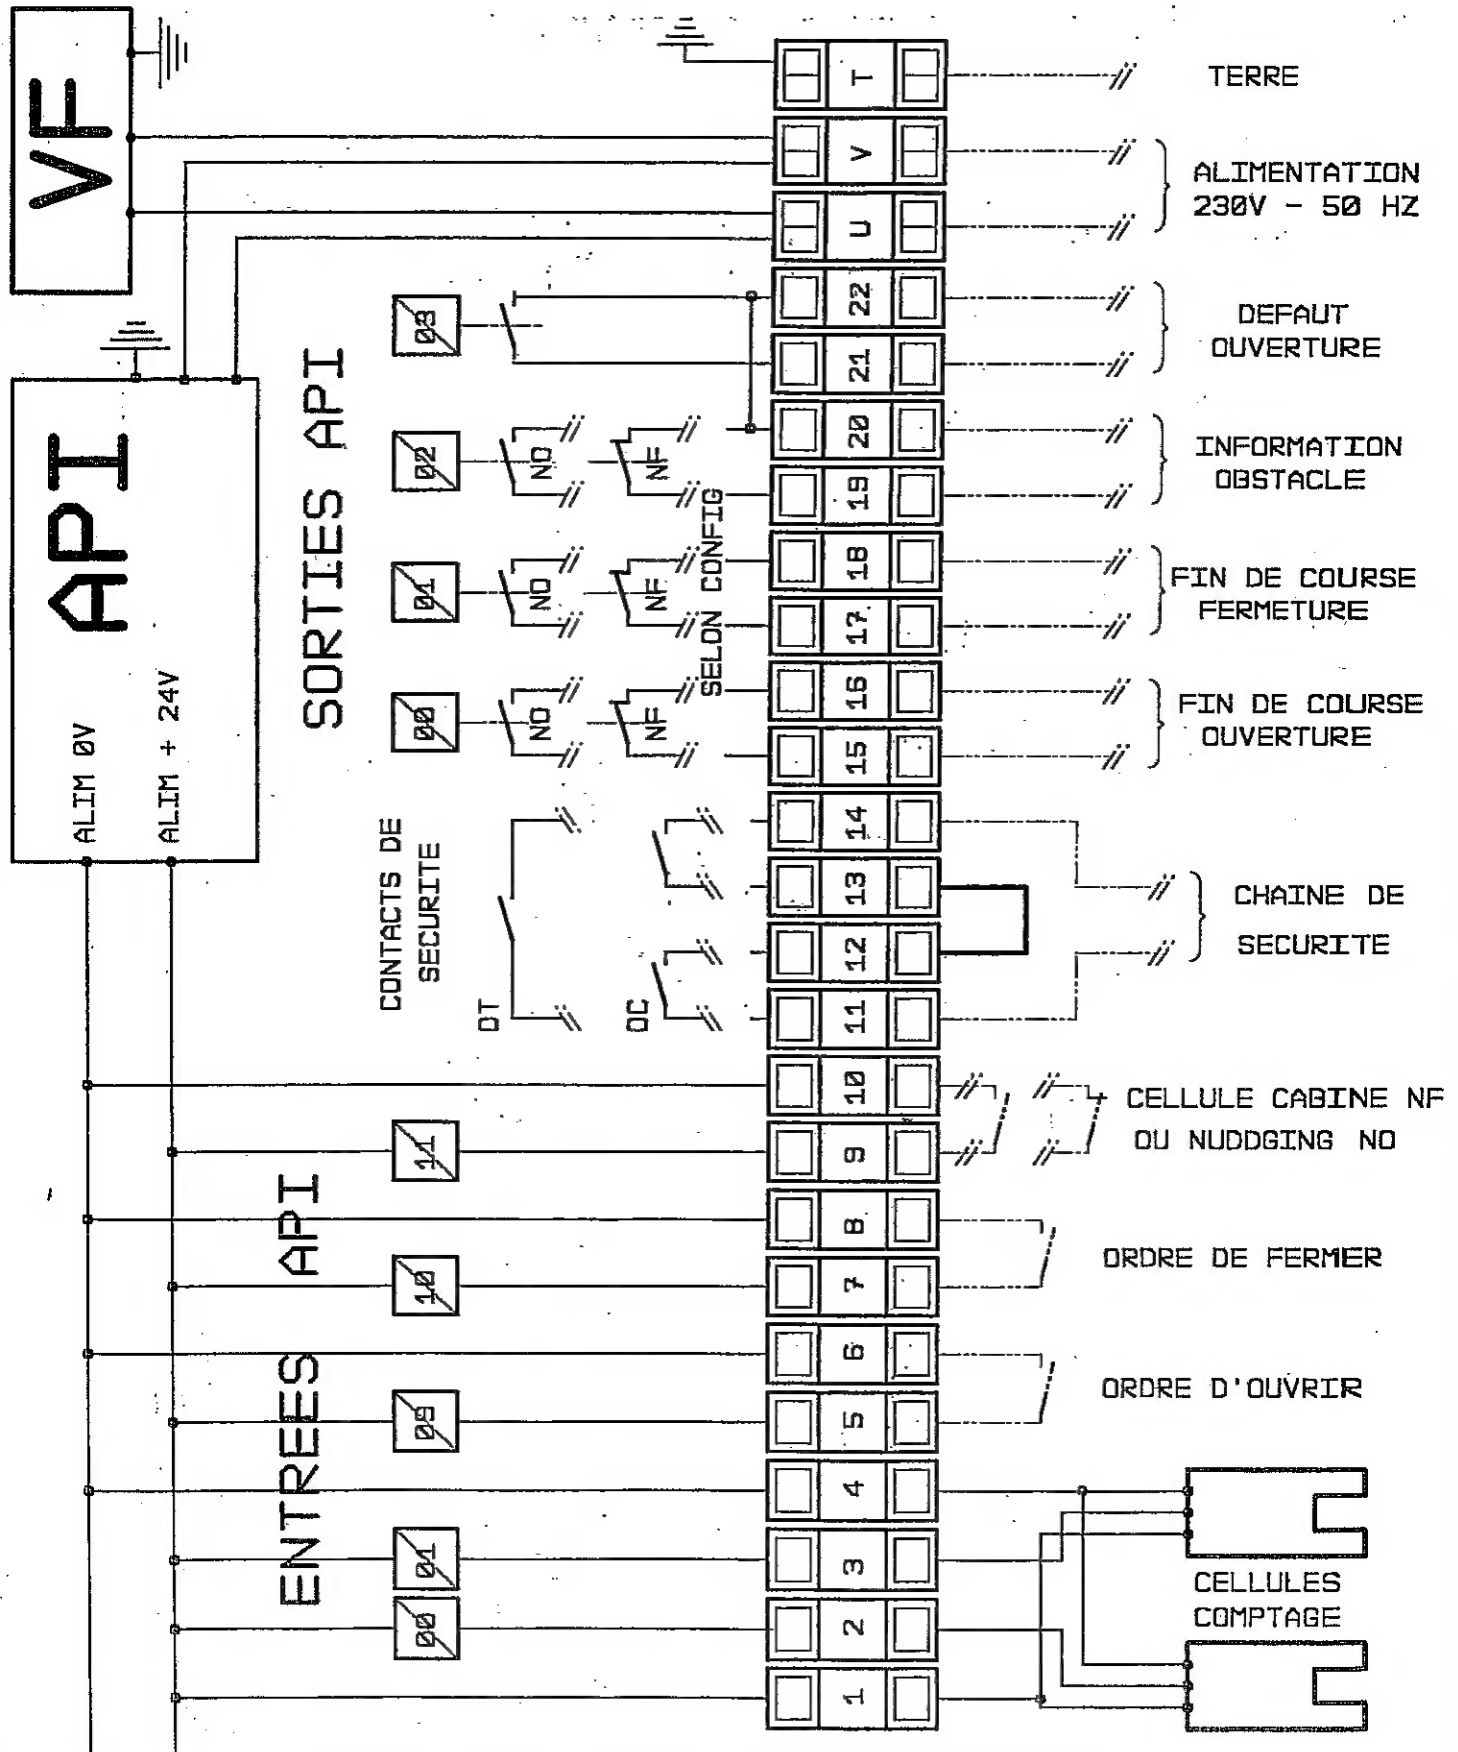 VF
T
TERRE
V
ALIMENTATION
230V - 50 HZ
U
03
22
DEFAUT
OUVERTURE
21
API
SORTIES API
02
NO
NF
20
INFORMATION
OBSTACLE
19
SELON CONFIG
01
NO
NF
18
FIN DE COURSE
FERMETURE
17
00
NO
NF
16
FIN DE COURSE
OUVERTURE
15
ALIM 0V
ALIM + 24V
CONTACTS DE
SECURITE
14
13
CHAINE DE
SECURITE
12
DT
DC
11
10
CELLULE CABINE NF
OU NUDDGING NO
11
9
ENTREES API
8
ORDRE DE FERMER
10
7
6
ORDRE D'OUVRIR
09
5
4
01
3
CELLULES
COMPTAGE
00
2
1